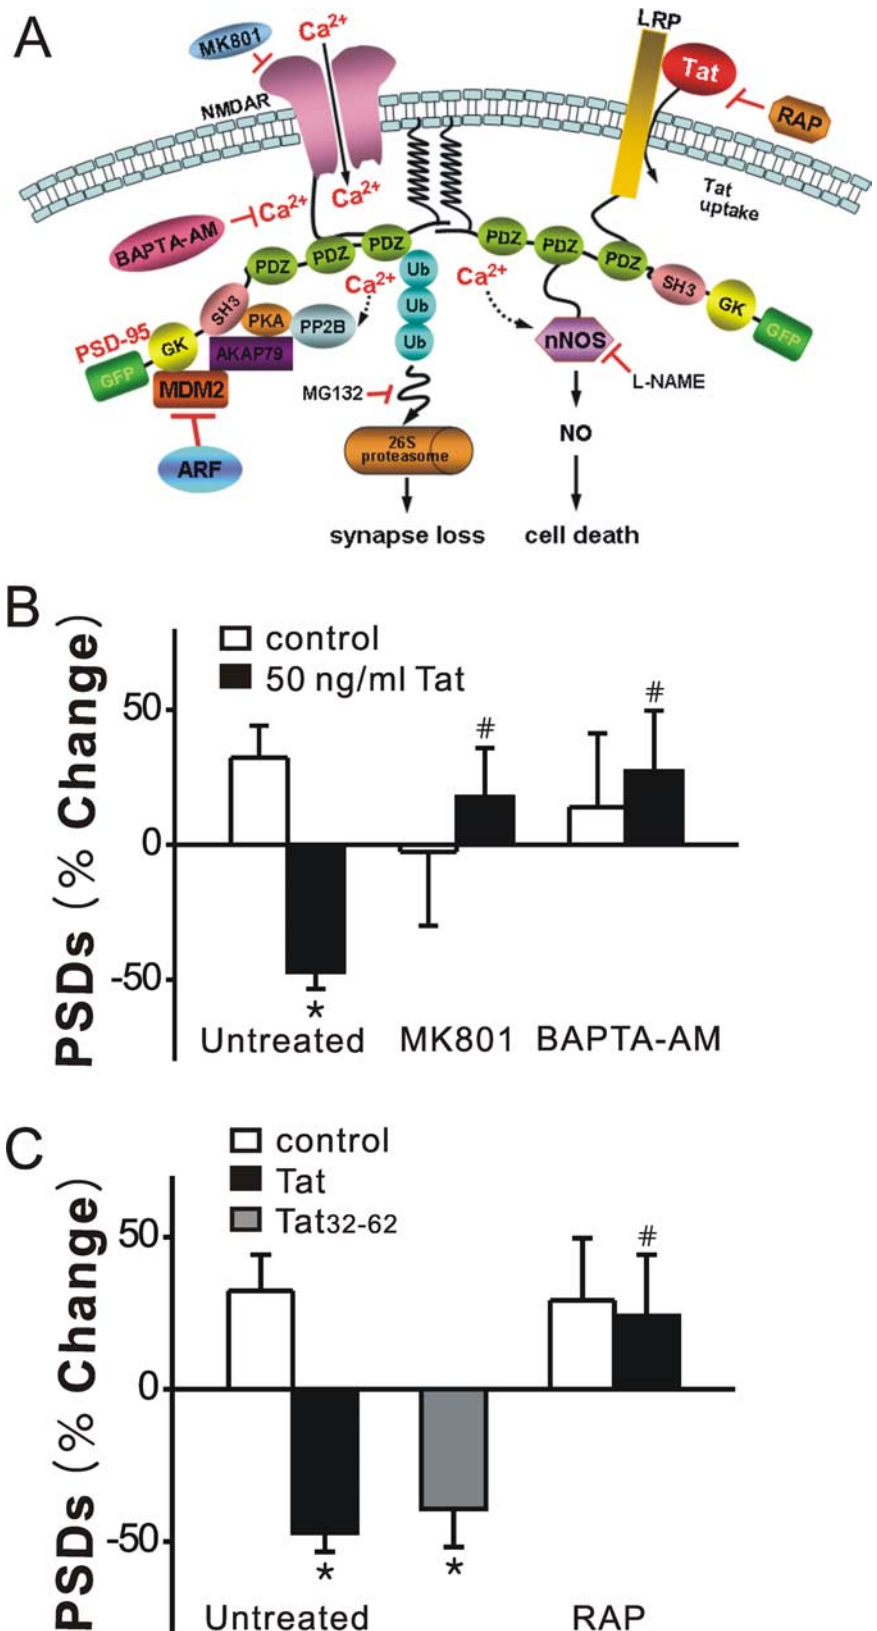 A
MK801
Ca2+
LRP
Tat
NMDAR
RAP
Ca2+
Tat
uptake
BAPTA-AM
Ca2+
PDZ
PDZ
PDZ
PDZ
PDZ
PDZ
Ub
Ca2+
Ca2+
SH3
SH3
GK
Ub
PKA
PP2B
GFP
PSD-95
GK
AKAP79
Ub
nNOS
GFP
MDM2
MG132
L-NAME
NO
26S
proteasome
ARF
synapse loss
cell death
B
control
50 ng/ml Tat
PSDs (% Change)
50
#
#
0
-50
*
Untreated
MK801
BAPTA-AM
C
control
Tat
Tat32-62
PSDs (% Change)
50
#
0
-50
*
*
Untreated
RAP